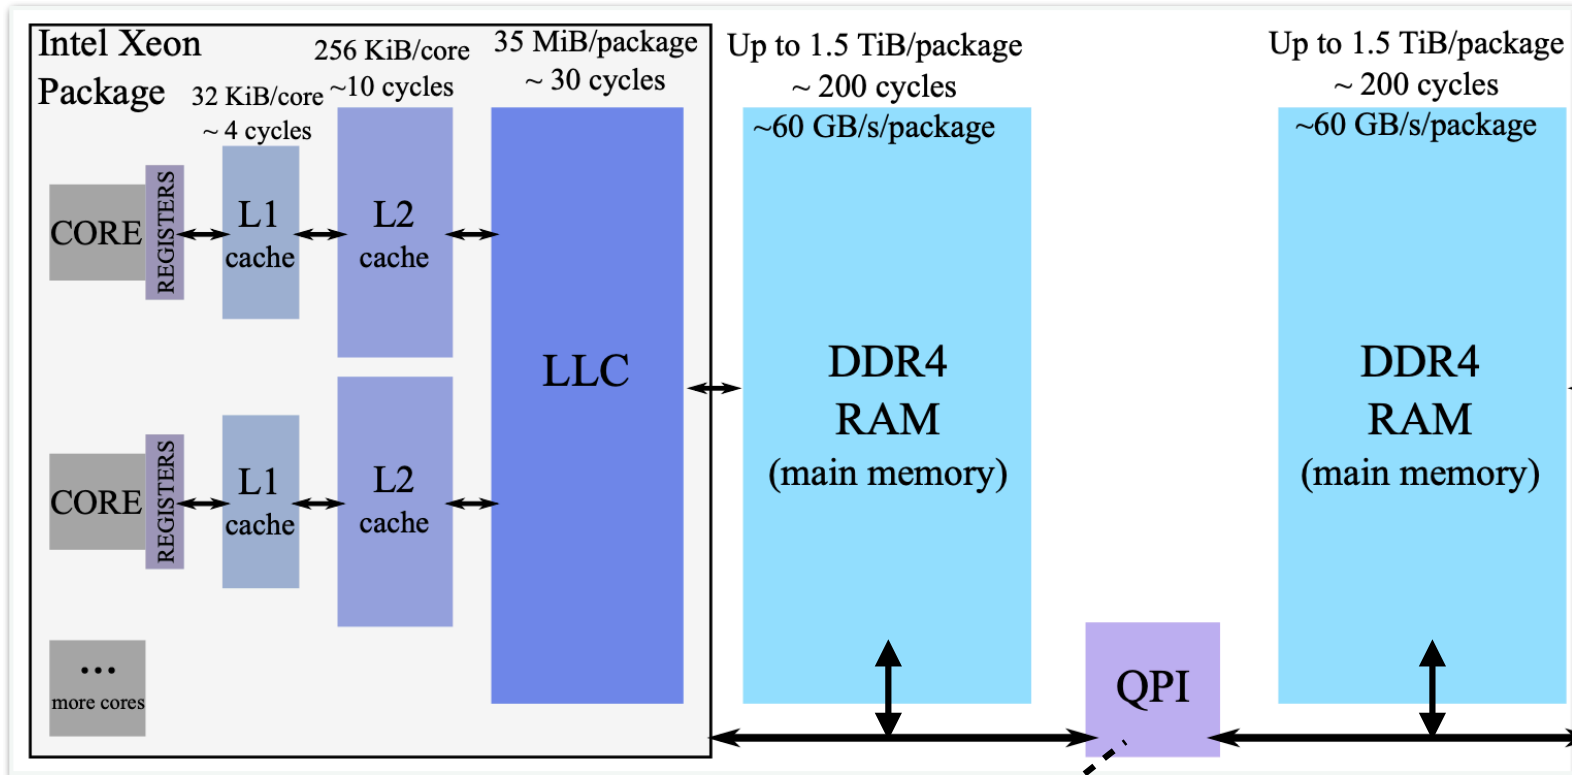 Intel Xeon
Package
32 KiB/core
~ 4 cycles
256 KiB/core
~10 cycles
35 MiB/package
~ 30 cycles
Up to 1.5 TiB/package
~ 200 cycles
~60 GB/s/package
Up to 1.5 TiB/package
~ 200 cycles
~60 GB/s/package
CORE
REGISTERS
L1
cache
L2
cache
CORE
REGISTERS
L1
cache
L2
cache
...
more cores
LLC
DDR4
RAM
(main memory)
QPI
DDR4
RAM
(main memory)